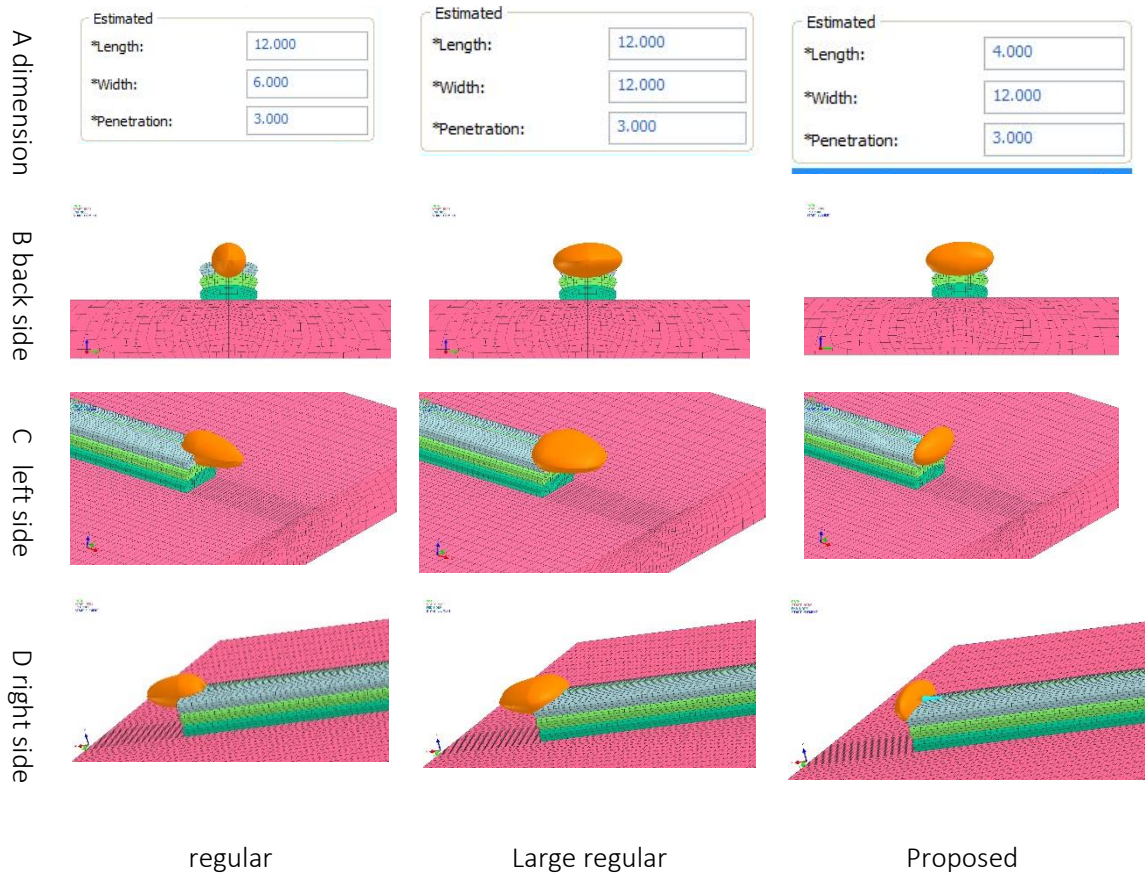 A dimension
Estimated
*Length: 12.000
*Width: 6.000
*Penetration: 3.000
Estimated
*Length: 12.000
*Width: 12.000
*Penetration: 3.000
Estimated
*Length: 4.000
*Width: 12.000
*Penetration: 3.000
B back side
C left side
D right side
regular
Large regular
Proposed